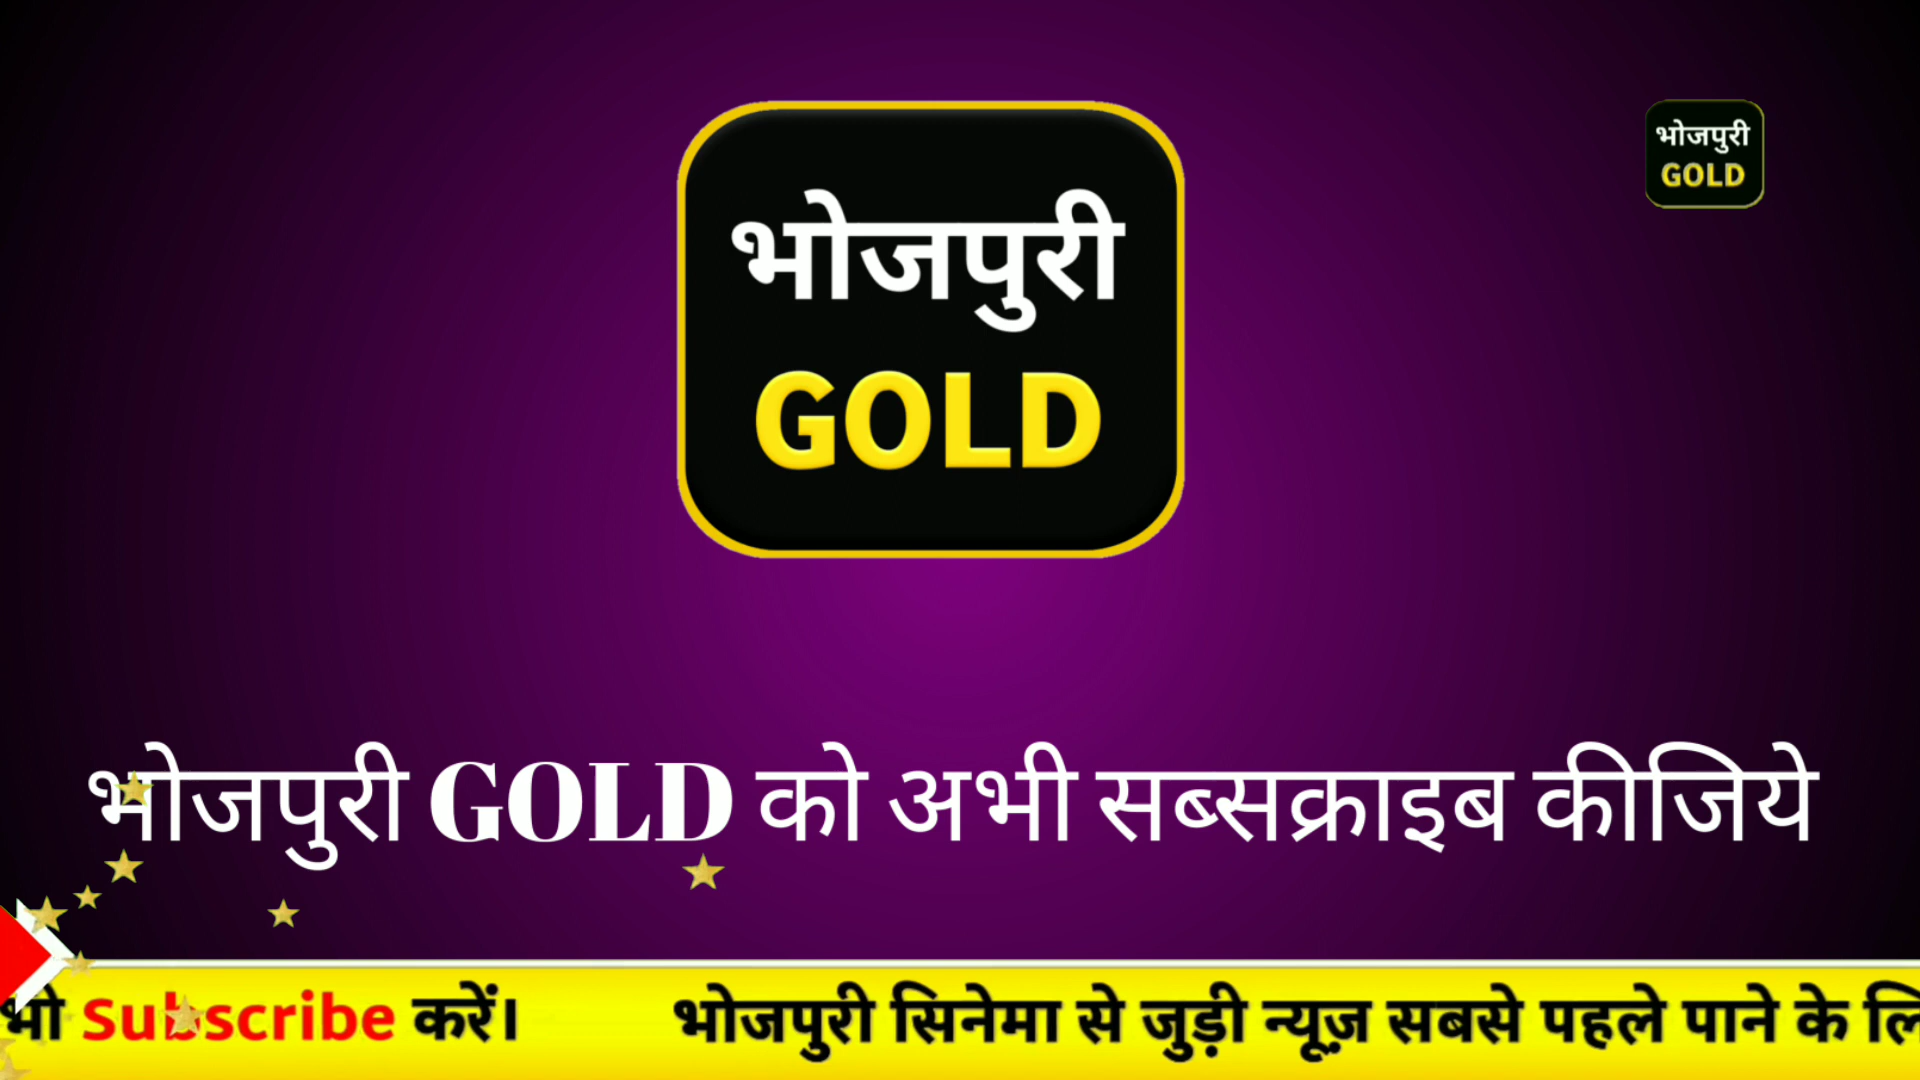 भोजपुरी
GOLD
भोजपुरी
GOLD
भोजपुरी GOLD को अभी सब्सक्राइब कीजिये
Subscribe करें। भोजपुरी सिनेमा से जुड़ी न्यूज़ सबसे पहले पाने के